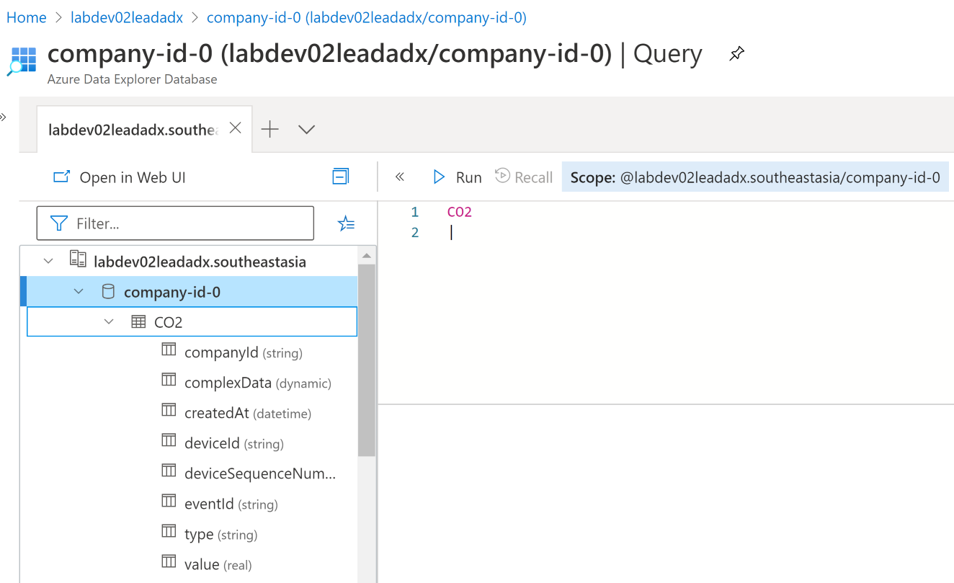 Home > labdev02leadadx > company-id-0 (labdev02leadadx/company-id-0)
company-id-0 (labdev02leadadx/company-id-0) | Query
Azure Data Explorer Database
»
labdev02leadadx.southea
Open in Web UI
« Run Recall Scope: @labdev02leadadx.southeastasia/company-id-0
Filter...
1 CO2
2
labdev02leadadx.southeastasia
company-id-0
CO2
companyId (string)
complexData (dynamic)
createdAt (datetime)
deviceId (string)
deviceSequenceNum...
eventId (string)
type (string)
value (real)